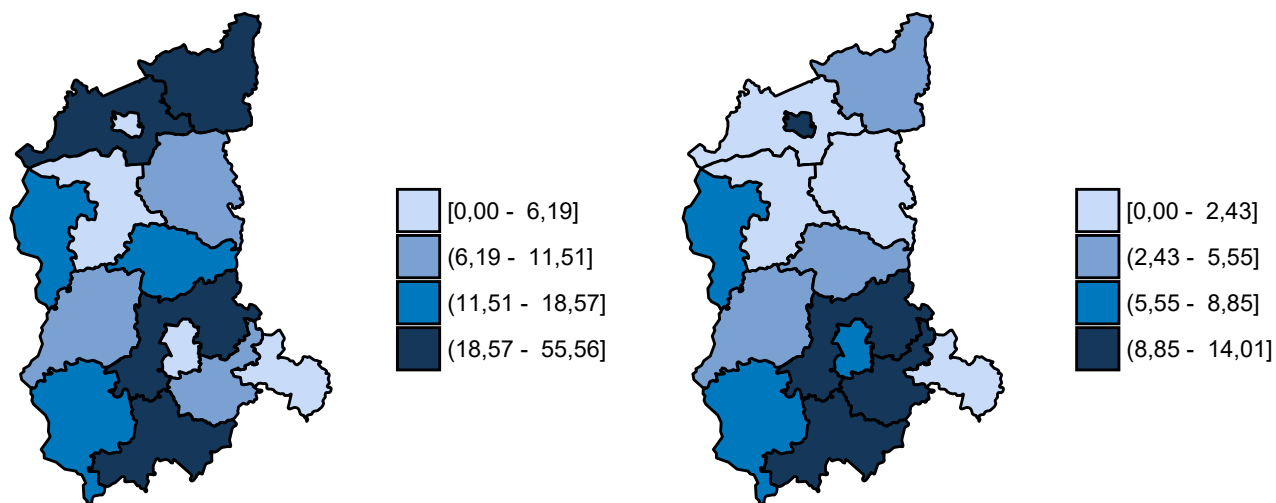 [0,00 - 6,19]
(6,19 - 11,51]
(11,51 - 18,57]
(18,57 - 55,56]
[0,00 - 2,43]
(2,43 - 5,55]
(5,55 - 8,85]
(8,85 - 14,01]